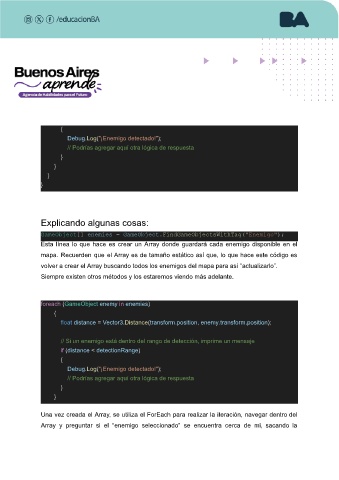 /educacionBA
BA
Buenos Aires
aprende
Agencia de Habilidades para el Futuro
{
Debug.Log("¡Enemigo detectado!");
// Podrías agregar aquí otra lógica de respuesta
}
}
}
}
Explicando algunas cosas:
GameObject[] enemies = GameObject.FindGameObjectsWithTag("Enemigo");
Esta línea lo que hace es crear un Array donde guardará cada enemigo disponible en el
mapa. Recuerden que el Array es de tamaño estático así que, lo que hace este código es
volver a crear el Array buscando todos los enemigos del mapa para así "actualizarlo".
Siempre existen otros métodos y los estaremos viendo más adelante.
foreach (GameObject enemy in enemies)
{
float distance = Vector3.Distance(transform.position, enemy.transform.position);
// Si un enemigo está dentro del rango de detección, imprime un mensaje
if (distance < detectionRange)
{
Debug.Log("¡Enemigo detectado!");
// Podrías agregar aquí otra lógica de respuesta
}
}
Una vez creada el Array, se utiliza el ForEach para realizar la iteración, navegar dentro del
Array y preguntar si el "enemigo seleccionado" se encuentra cerca de mi, sacando la